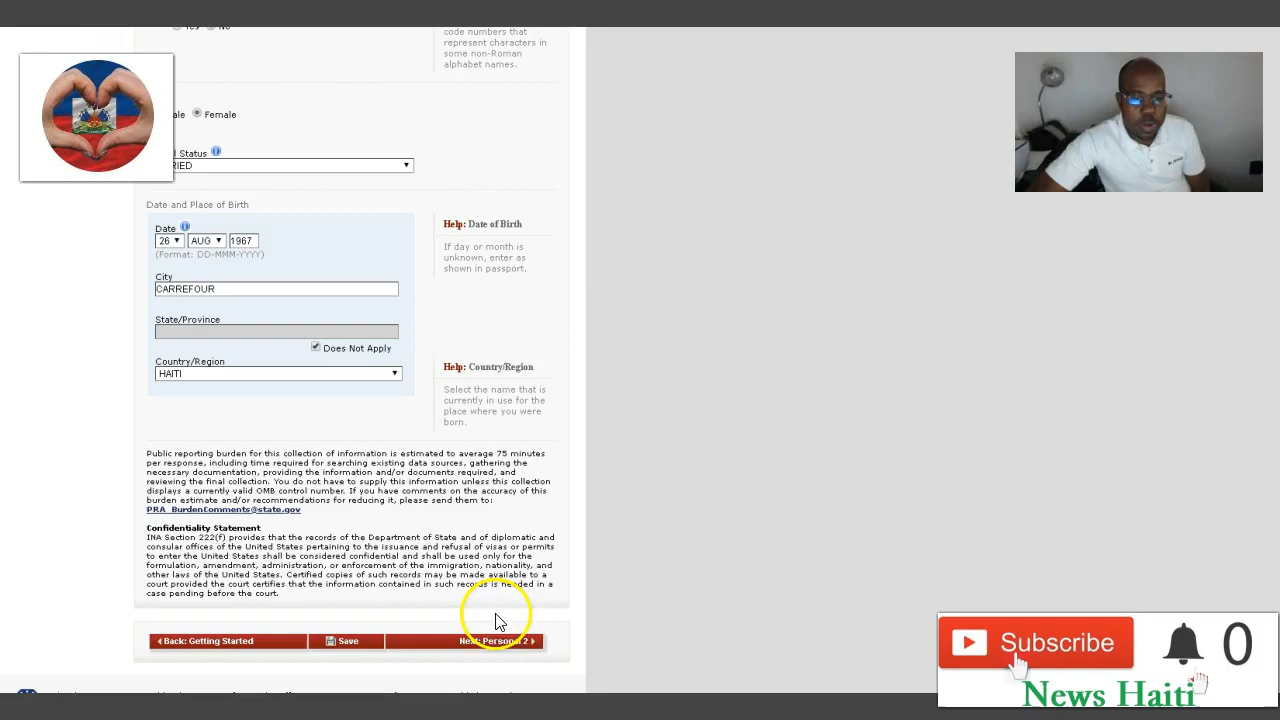 code numbers that
represent characters in
some non-Roman
alphabet names.
Female
Status
Date and Place of Birth
Date
26 AUG 1967
(Format: DD-MMM-YYYY)
Help: Date of Birth
If day or month is
unknown, enter as
shown in passport.
City
CARREFOUR
State/Province
Does Not Apply
Country/Region
HAITI
Help: Country/Region
Select the name that is
currently in use for the
place where you were
born.
Public reporting burden for this collection of information is estimated to average 75 minutes
per response, including time required for searching existing data sources, gathering the
necessary documentation, providing the information and/or documents required, and
reviewing the final collection. You do not have to supply this information unless this collection
displays a currently valid OMB control number. If you have comments on the accuracy of this
burden estimate and/or recommendations for reducing it, please send them to:
PRA_BurdenComments@state.gov
Confidentiality Statement
INA Section 222(f) provides that the records of the Department of State and of diplomatic and
consular offices of the United States pertaining to the issuance and refusal of visas or permits
to enter the United States shall be considered confidential and shall be used only for the
formulation, amendment, administration, or enforcement of the immigration, nationality, and
other laws of the United States. Certified copies of such records may be made available to a
court provided the court certifies that the information contained in such records is needed in a
case pending before the court.
Back: Getting Started
Save
Next: Personal 2
Subscribe
0
News Haiti